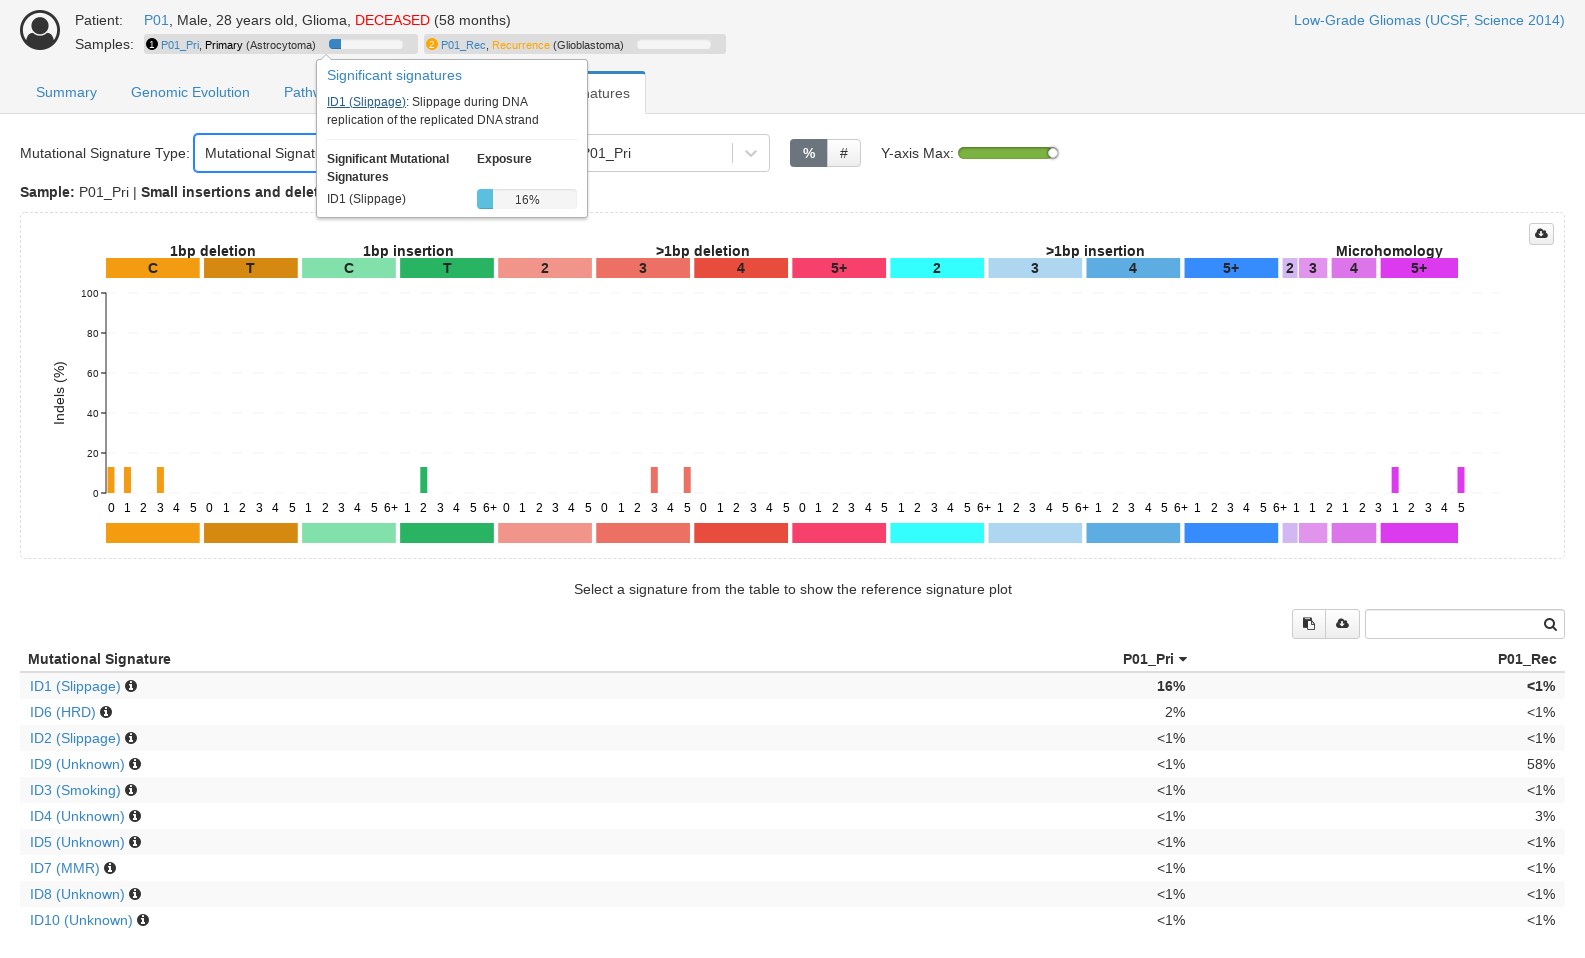 Patient: P01, Male, 28 years old, Glioma, DECEASED (58 months)
Low-Grade Gliomas (UCSF, Science 2014)
Samples: 1 P01_Pri, Primary (Astrocytoma) 2 P01_Rec, Recurrence (Glioblastoma)
Significant signatures
ID1 (Slippage): Slippage during DNA
replication of the replicated DNA strand
Significant Mutational
Signatures
Exposure
ID1 (Slippage) 16%
Summary Genomic Evolution Pathw natures
Mutational Signature Type: Mutational Signatu P01_Pri % # Y-axis Max:
Sample: P01_Pri | Small insertions and delet
1bp deletion 1bp insertion >1bp deletion >1bp insertion Microhomology
C T C T 2 3 4 5+ 2 3 4 5+ 2 3 4 5+
Indels (%)
100
80
60
40
20
0
0 1 2 3 4 5 0 1 2 3 4 5 1 2 3 4 5 6+ 1 2 3 4 5 6+ 0 1 2 3 4 5 0 1 2 3 4 5 0 1 2 3 4 5 0 1 2 3 4 5 1 2 3 4 5 6+ 1 2 3 4 5 6+ 1 2 3 4 5 6+ 1 2 3 4 5 6+ 1 1 2 1 2 3 1 2 3 4 5
Select a signature from the table to show the reference signature plot
Mutational Signature P01_Pri P01_Rec
ID1 (Slippage) 16% <1%
ID6 (HRD) 2% <1%
ID2 (Slippage) <1% <1%
ID9 (Unknown) <1% 58%
ID3 (Smoking) <1% <1%
ID4 (Unknown) <1% 3%
ID5 (Unknown) <1% <1%
ID7 (MMR) <1% <1%
ID8 (Unknown) <1% <1%
ID10 (Unknown) <1% <1%